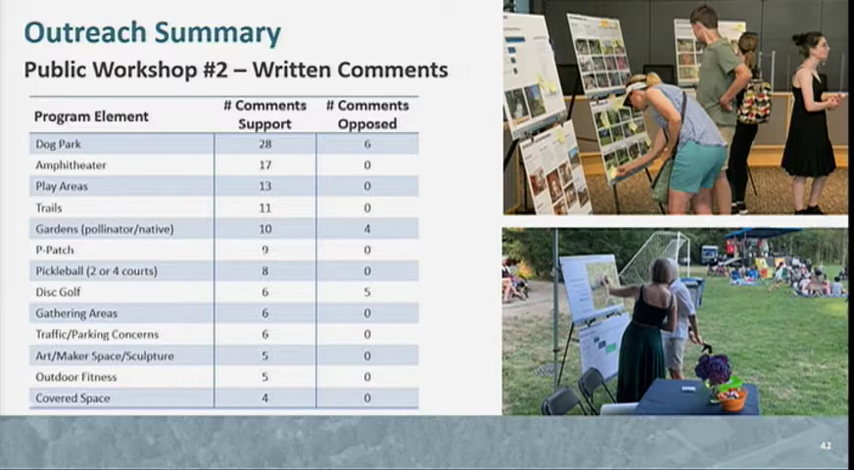 Outreach Summary
Public Workshop #2 – Written Comments
Program Element # Comments Support # Comments Opposed
Dog Park 28 6
Amphitheater 17 0
Play Areas 13 0
Trails 11 0
Gardens (pollinator/native) 10 4
P-Patch 9 0
Pickleball (2 or 4 courts) 8 0
Disc Golf 6 5
Gathering Areas 6 0
Traffic/Parking Concerns 6 0
Art/Maker Space/Sculpture 5 0
Outdoor Fitness 5 0
Covered Space 4 0
42